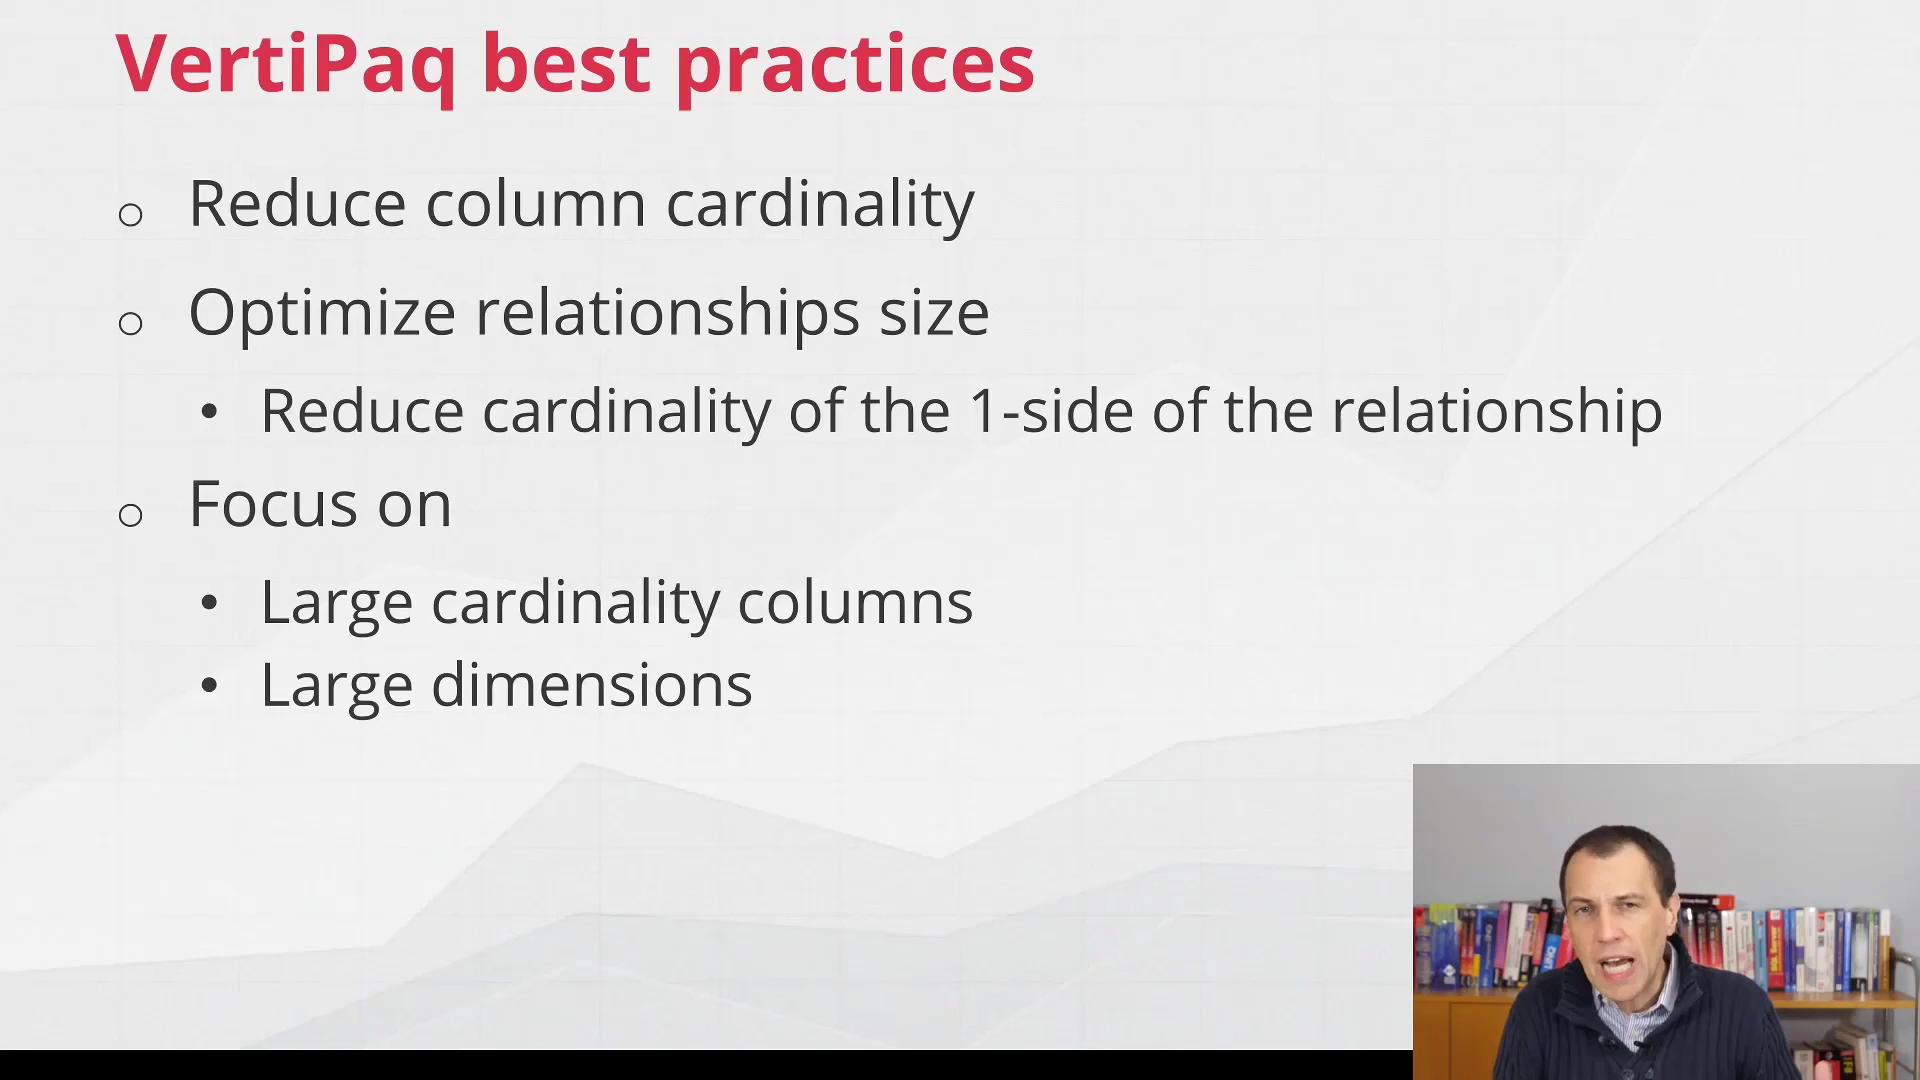 VertiPaq best practices
Reduce column cardinality
Optimize relationships size
Reduce cardinality of the 1-side of the relationship
Focus on
Large cardinality columns
Large dimensions